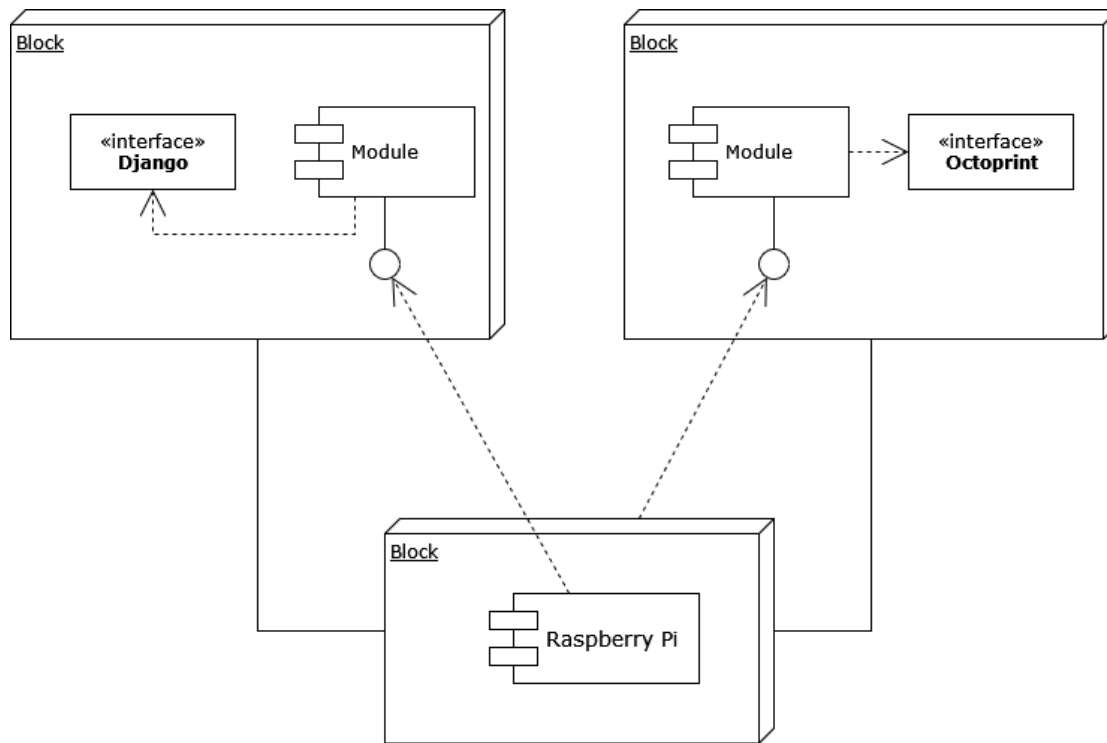 Block
«interface»
Django
Module
Block
Module
«interface»
Octoprint
Block
Raspberry Pi